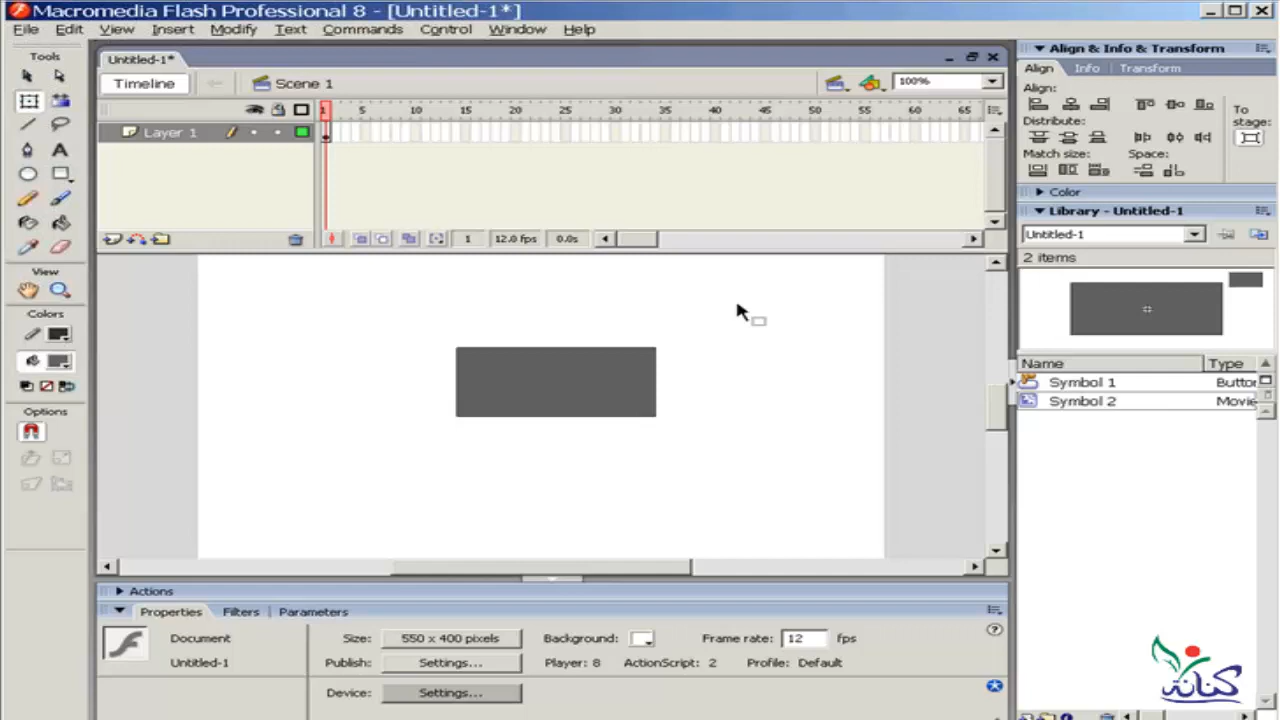 Macromedia Flash Professional 8 - [Untitled-1*]
File Edit View Insert Modify Text Commands Control Window Help
Tools
View
Colors
Options
Untitled-1*
Timeline
Scene 1
100%
1 5 10 15 20 25 30 35 40 45 50 55 60 65
Layer 1
1 12.0 fps 0.0s
Align & Info & Transform
Align Info Transform
Align:
To stage:
Distribute:
Match size: Space:
Color
Library - Untitled-1
Untitled-1
2 items
Name Type
Symbol 1 Button
Symbol 2 Movie
Actions
Properties Filters Parameters
Document Size: 550 x 400 pixels Background: Frame rate: 12 fps
Untitled-1 Publish: Settings... Player: 8 ActionScript: 2 Profile: Default
Device: Settings...
كنانة